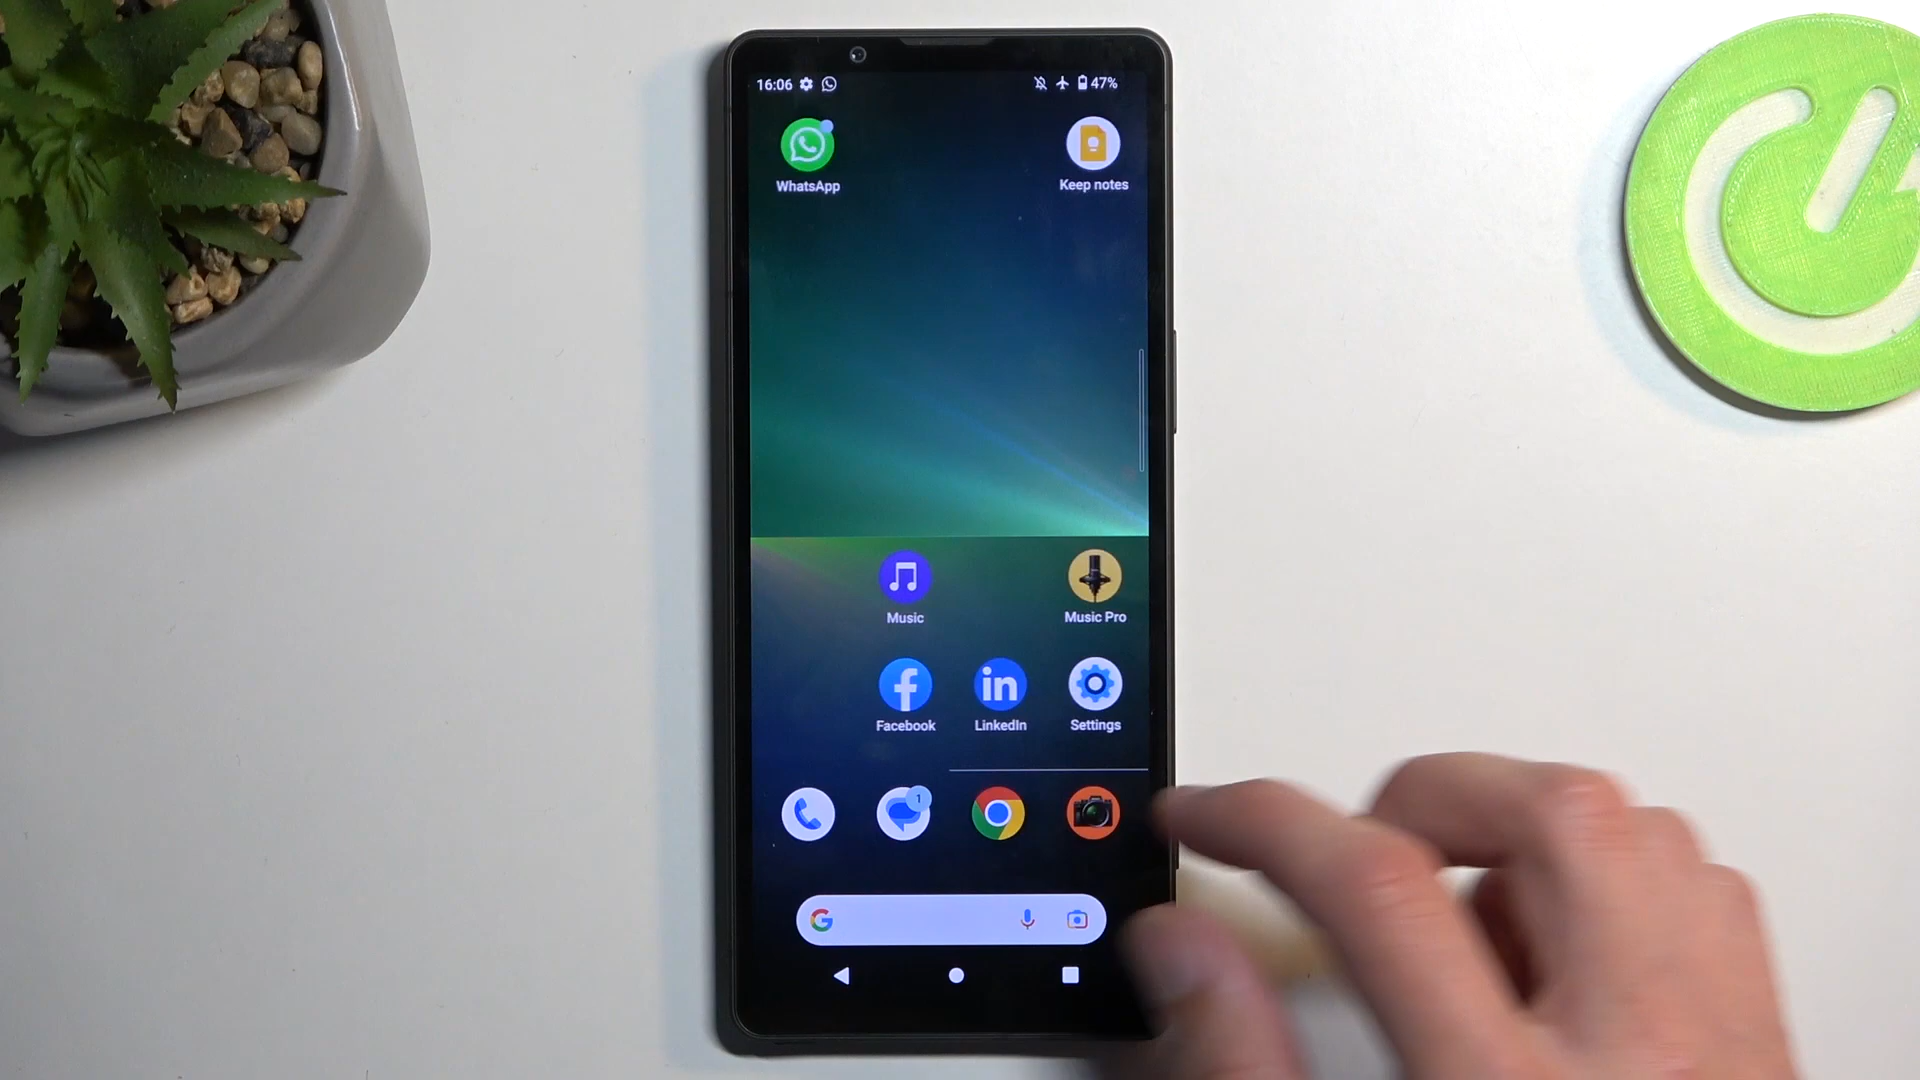 16:06 47%
WhatsApp Keep notes
Music Music Pro
Facebook LinkedIn Settings
1